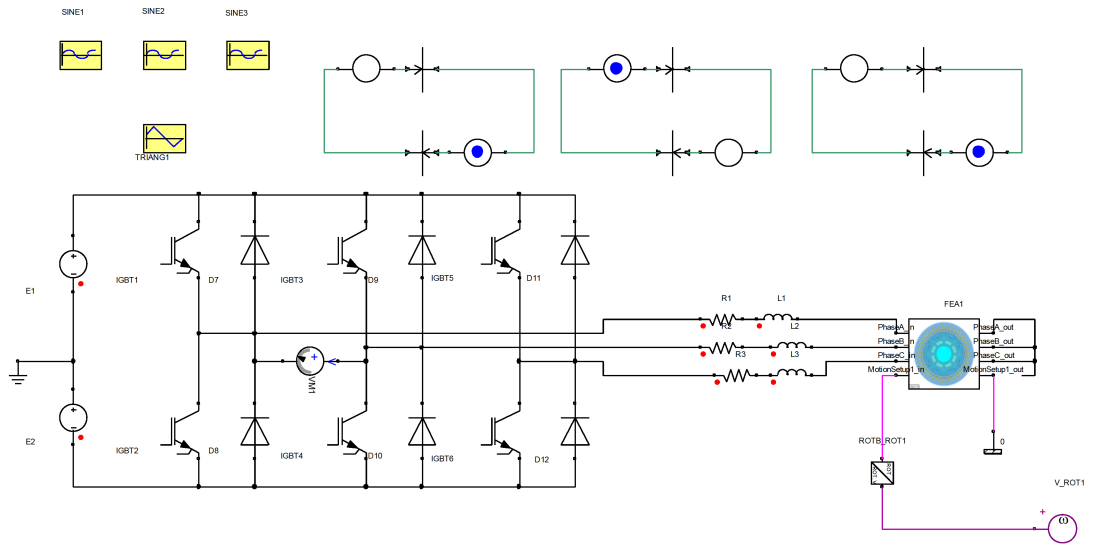 SINE1
SINE2
SINE3
TRIANG1
E1
IGBT1
D7
IGBT3
D9
IGBT5
D11
R1
L1
R2
L2
R3
L3
FEA1
PhaseA_in
PhaseA_out
PhaseB_in
PhaseB_out
PhaseC_in
PhaseC_out
MotionSetup1_in
MotionSetup1_out
VM1
E2
IGBT2
D8
IGBT4
D10
IGBT6
D12
ROTB_ROT1
0
V_ROT1
ω